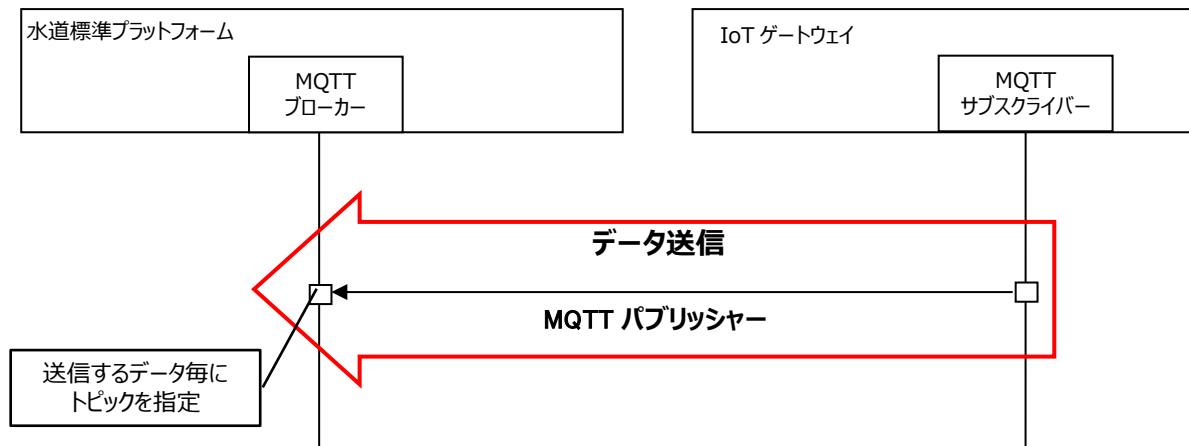 水道標準プラットフォーム
MQTT
ブローカー
IoT ゲートウェイ
MQTT
サブスクライバー
データ送信
MQTT パブリッシャー
送信するデータ毎に
トピックを指定